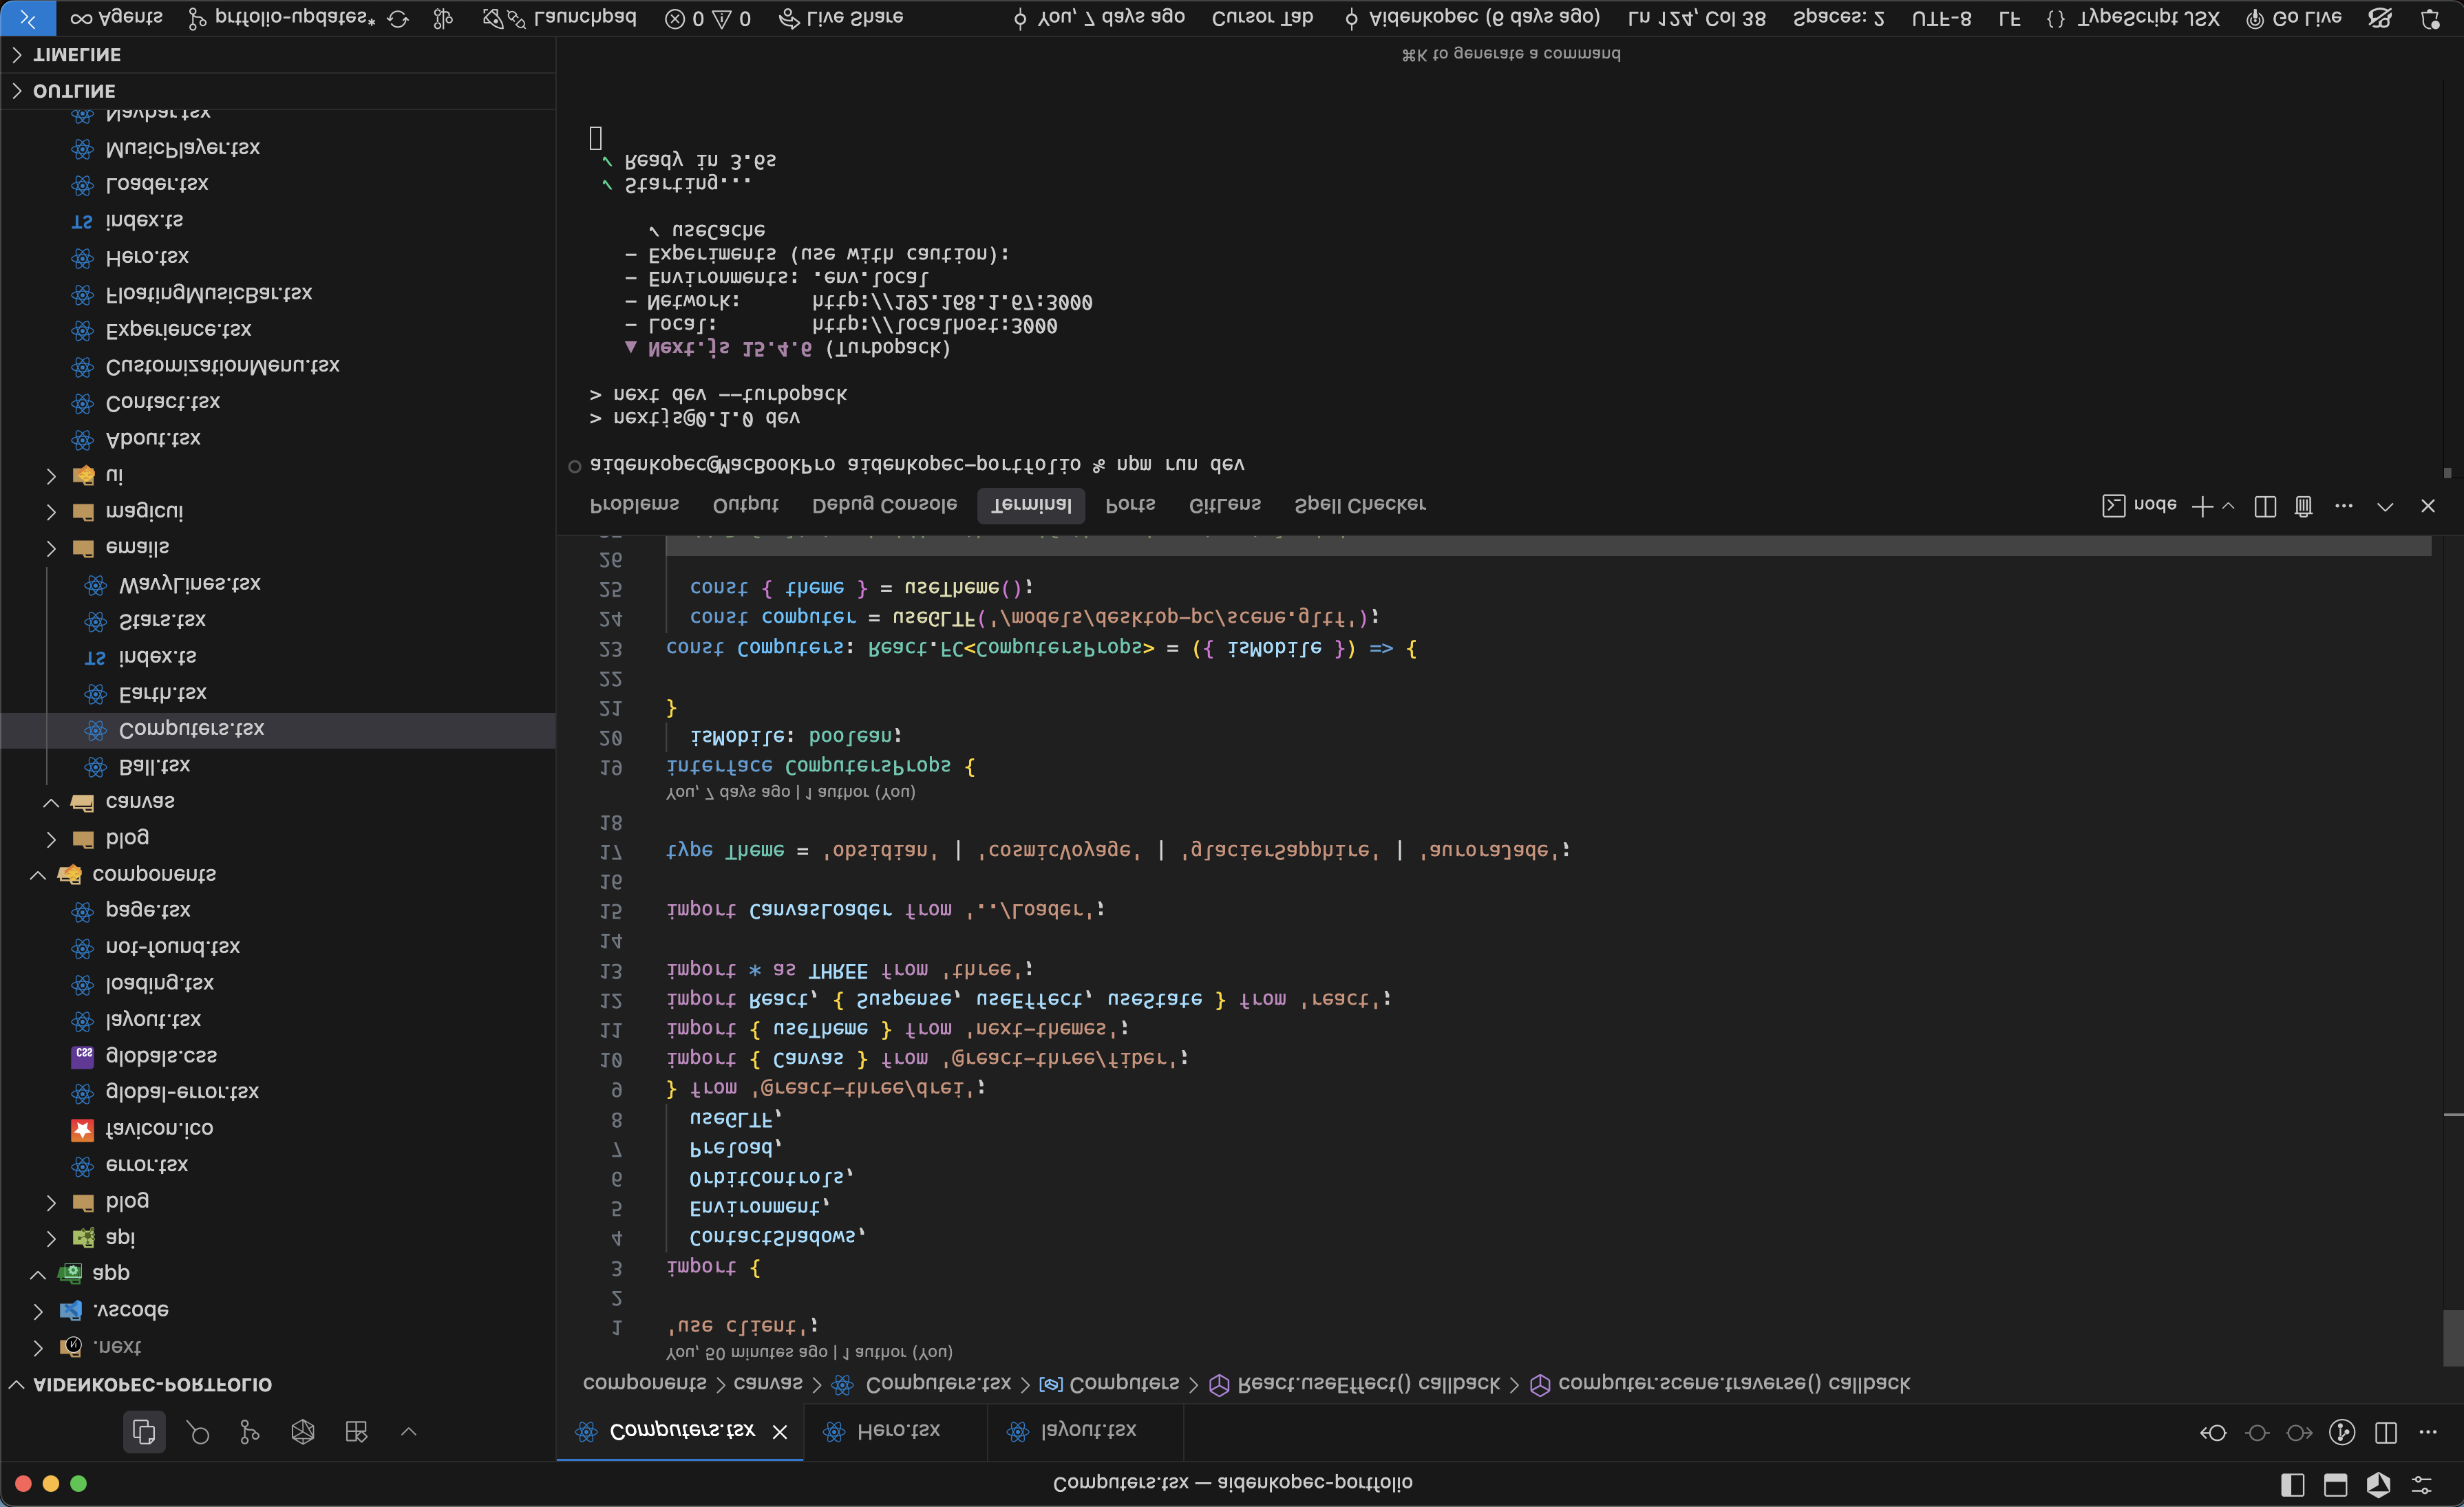 Computers.tsx — aidenkopec-portfolio
Computers.tsx
Hero.tsx
layout.tsx
AIDENKOPEC-PORTFOLIO
.next
.vscode
app
api
blog
error.tsx
favicon.ico
global-error.tsx
globals.css
layout.tsx
loading.tsx
not-found.tsx
page.tsx
components
blog
canvas
Ball.tsx
Computers.tsx
Earth.tsx
index.ts
Stars.tsx
WavyLines.tsx
emails
magicui
ui
About.tsx
Contact.tsx
CustomizationMenu.tsx
Experience.tsx
FloatingMusicBar.tsx
Hero.tsx
index.ts
Loader.tsx
MusicPlayer.tsx
Navbar.tsx
OUTLINE
TIMELINE
components > canvas > Computers.tsx > Computers > React.useEffect() callback > computer.scene.traverse() callback
You, 50 minutes ago | 1 author (You)
1 'use client';
2
3 import {
4 ContactShadows,
5 Environment,
6 OrbitControls,
7 Preload,
8 useGLTF,
9 } from '@react-three/drei';
10 import { Canvas } from '@react-three/fiber';
11 import { useTheme } from 'next-themes';
12 import React, { Suspense, useEffect, useState } from 'react';
13 import * as THREE from 'three';
14
15 import CanvasLoader from '../Loader';
16
17 type Theme = 'obsidian' | 'cosmicVoyage' | 'glacierSapphire' | 'auroraJade';
18
You, 7 days ago | 1 author (You)
19 interface ComputersProps {
20 isMobile: boolean;
21 }
22
23 const Computers: React.FC<ComputersProps> = ({ isMobile }) => {
24 const computer = useGLTF('/models/desktop-pc/scene.gltf');
25 const { theme } = useTheme();
26
Problems Output Debug Console Terminal Ports GitLens Spell Checker
node
aidenkopec@MacBookPro aidenkopec-portfolio % npm run dev
> nextjs@0.1.0 dev
> next dev --turbopack
▲ Next.js 15.4.6 (Turbopack)
- Local: http://localhost:3000
- Network: http://192.168.1.67:3000
- Environments: .env.local
- Experiments (use with caution):
✓ useCache
✓ Starting...
✓ Ready in 3.6s
⌘K to generate a command
Agents
prtfolio-updates*
Launchpad
0
0
Live Share
You, 7 days ago
Cursor Tab
Aidenkopec (6 days ago)
Ln 124, Col 38
Spaces: 2
UTF-8
LF
{} TypeScript JSX
Go Live